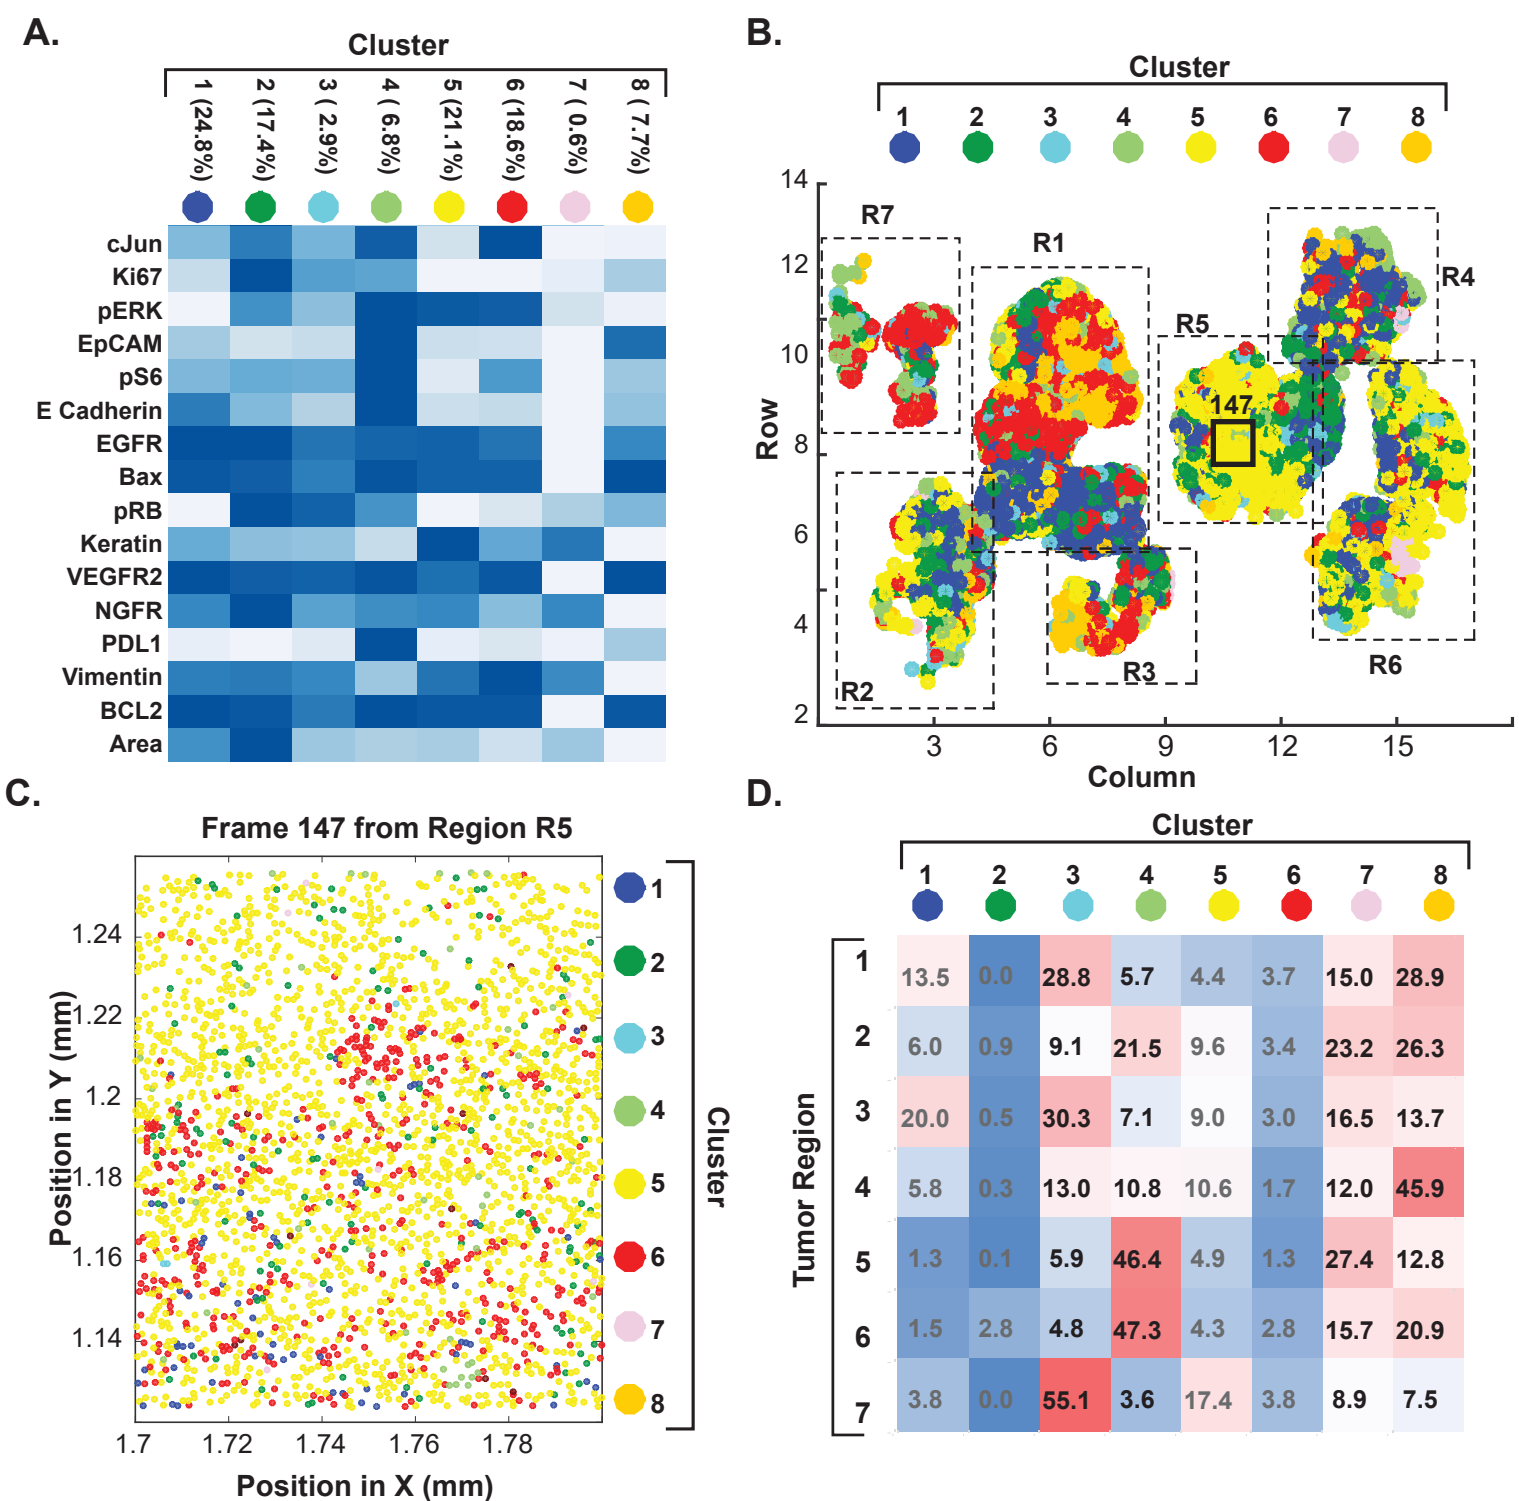 A.
Cluster
1 (24.8%)
2 (17.4%)
3 ( 2.9%)
4 ( 6.8%)
5 (21.1%)
6 (18.6%)
7 ( 0.6%)
8 ( 7.7%)
cJun
Ki67
pERK
EpCAM
pS6
E Cadherin
EGFR
Bax
pRB
Keratin
VEGFR2
NGFR
PDL1
Vimentin
BCL2
Area
B.
Cluster
1 2 3 4 5 6 7 8
14
12
10
8
6
4
2
Row
R7
R1
R4
R5
147
R2
R3
R6
3 6 9 12 15
Column
C.
Frame 147 from Region R5
1.24
1.22
1.2
1.18
1.16
1.14
Position in Y (mm)
1.7 1.72 1.74 1.76 1.78
Position in X (mm)
1
2
3
4
5
6
7
8
Cluster
D.
Cluster
1 2 3 4 5 6 7 8
Tumor Region
1 13.5 0.0 28.8 5.7 4.4 3.7 15.0 28.9
2 6.0 0.9 9.1 21.5 9.6 3.4 23.2 26.3
3 20.0 0.5 30.3 7.1 9.0 3.0 16.5 13.7
4 5.8 0.3 13.0 10.8 10.6 1.7 12.0 45.9
5 1.3 0.1 5.9 46.4 4.9 1.3 27.4 12.8
6 1.5 2.8 4.8 47.3 4.3 2.8 15.7 20.9
7 3.8 0.0 55.1 3.6 17.4 3.8 8.9 7.5